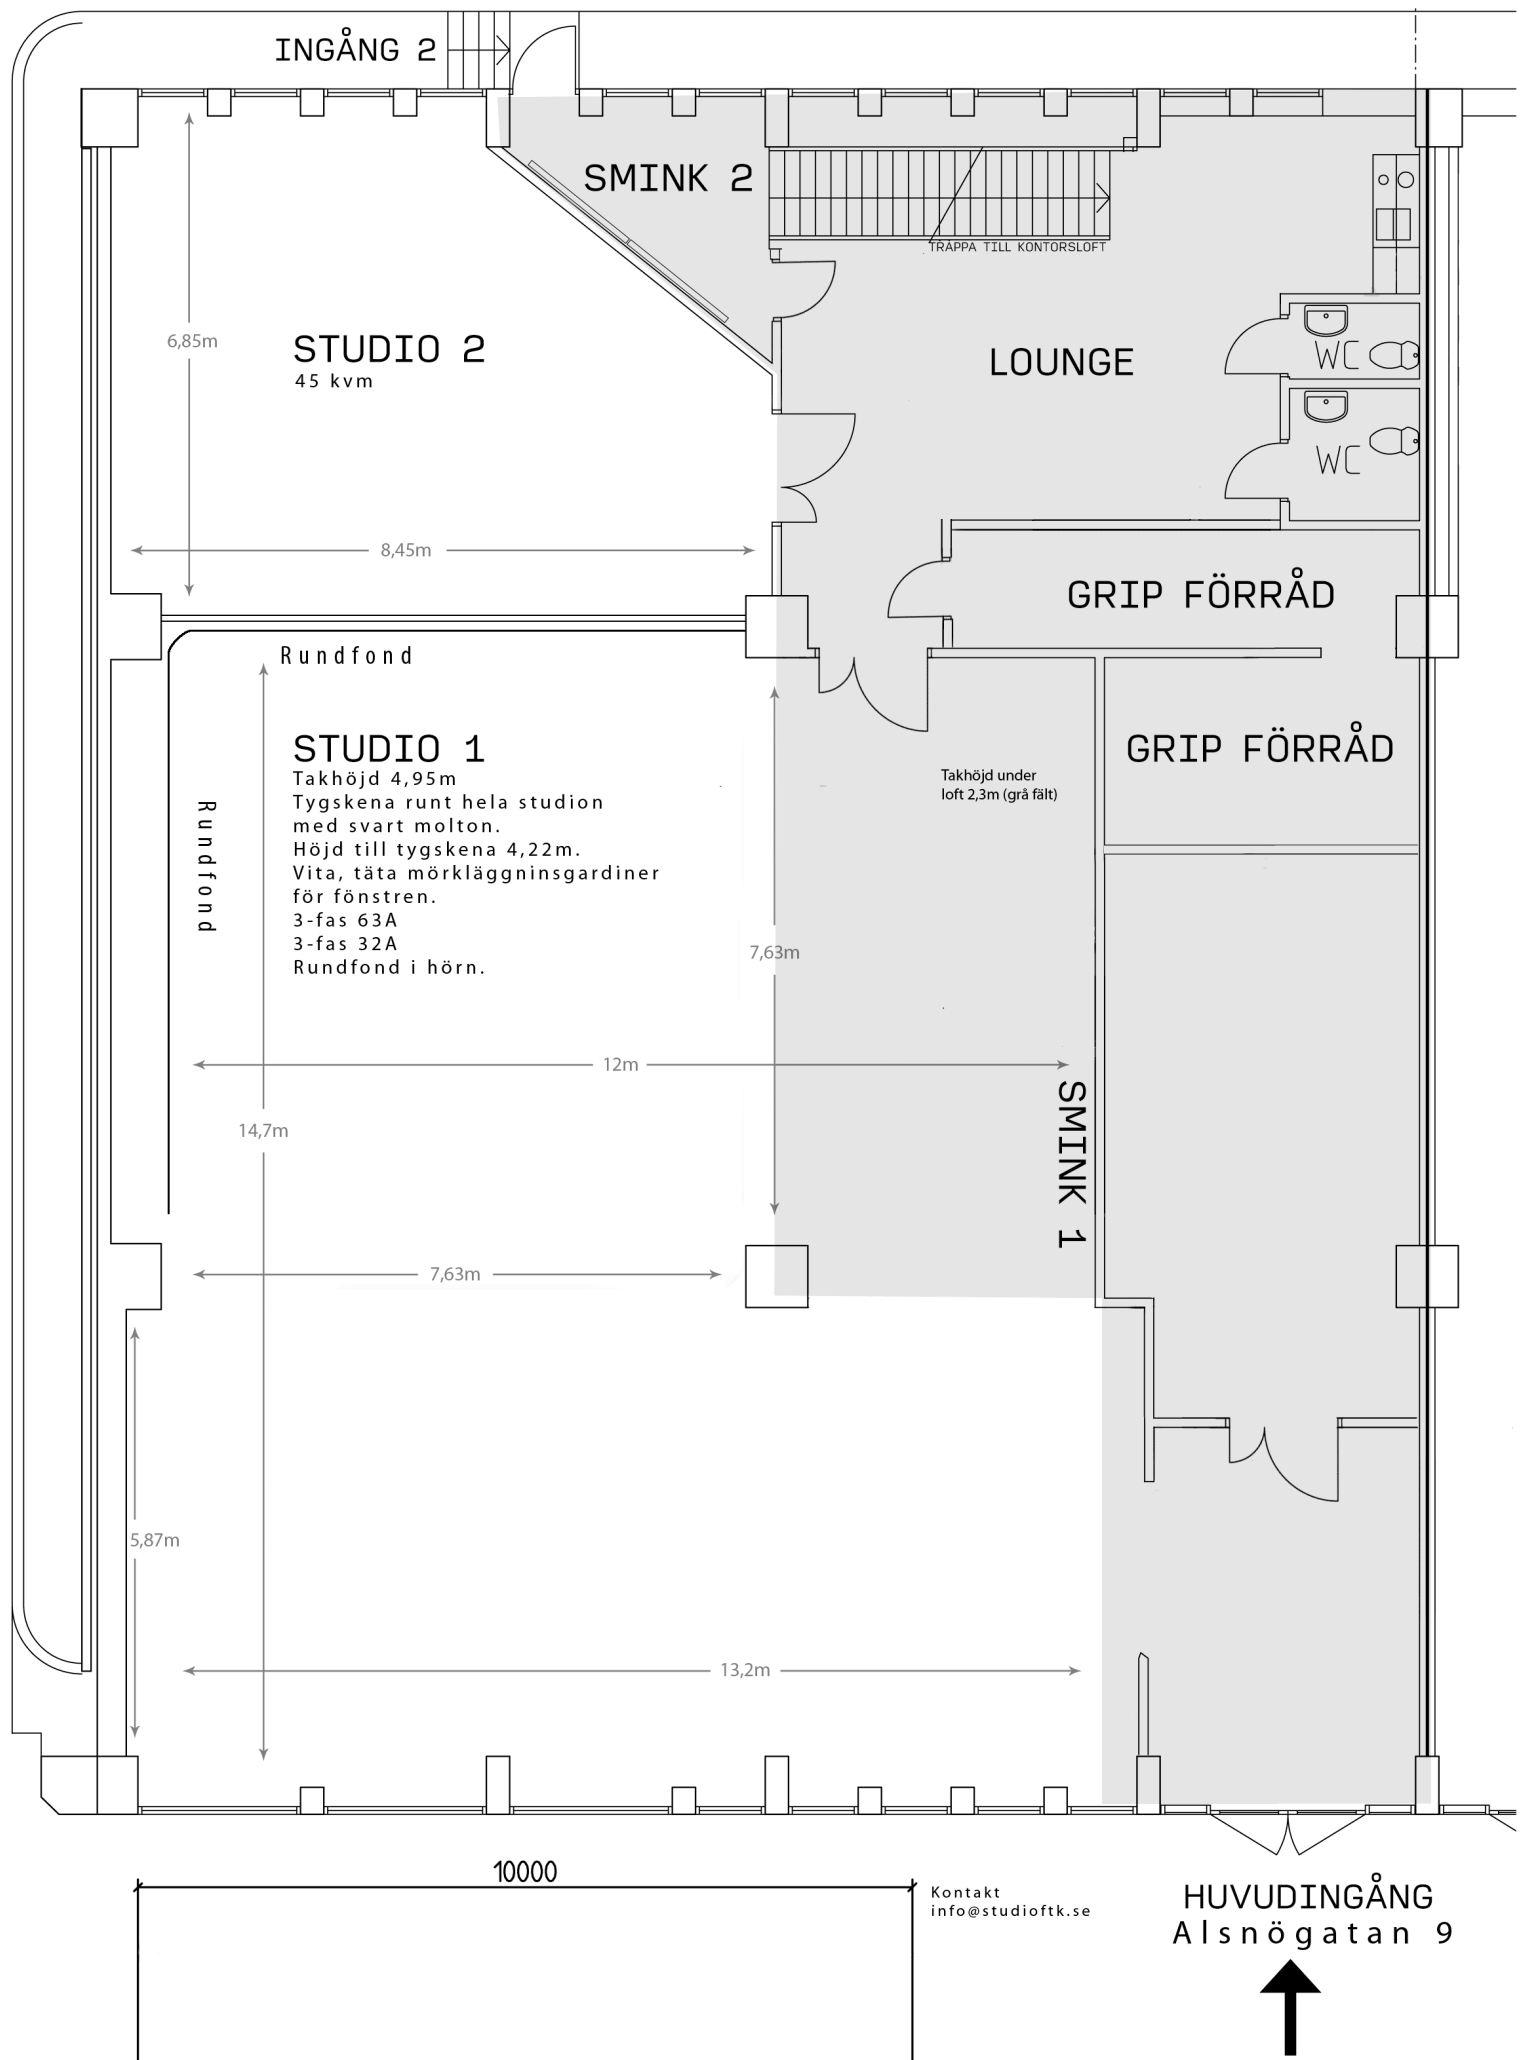 INGÅNG 2
SMINK 2
TRAPPA TILL KONTORSLOFT
6,85m
STUDIO 2
45 kvm
LOUNGE
WC
WC
8,45m
GRIP FÖRRÅD
Rundfond
STUDIO 1
Takhöjd 4,95m
Tygskena runt hela studion
med svart molton.
Höjd till tygskena 4,22m.
Vita, täta mörkläggninsgardiner
för fönstren.
3-fas 63A
3-fas 32A
Rundfond i hörn.
Rundfond
GRIP FÖRRÅD
Takhöjd under
loft 2,3m (grå fält)
7,63m
12m
14,7m
SMINK 1
7,63m
5,87m
13,2m
10000
Kontakt
info@studioftk.se
HUVUDINGÅNG
Alsnögatan 9